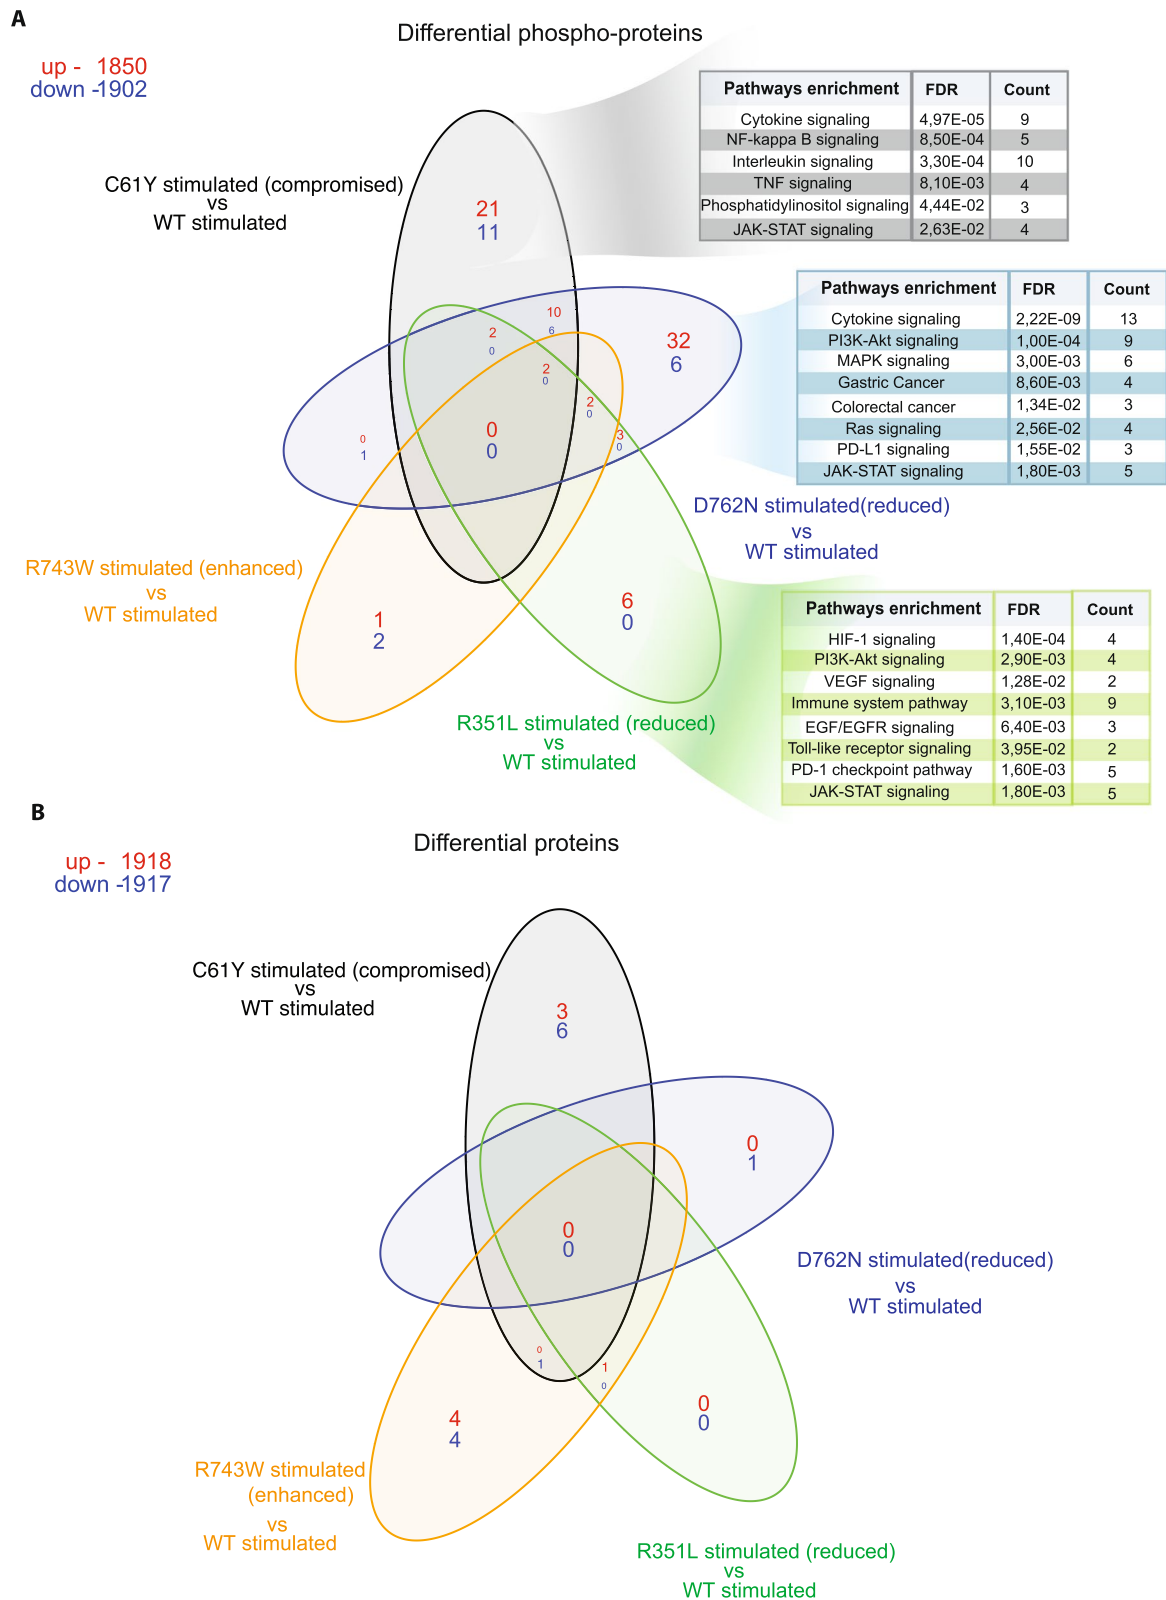 A
Differential phospho-proteins
up - 1850
down -1902
C61Y stimulated (compromised)
vs
WT stimulated
21
11
10
6
2
0
32
6
2
0
2
0
3
0
0
0
0
1
D762N stimulated(reduced)
vs
WT stimulated
R743W stimulated (enhanced)
vs
WT stimulated
1
2
6
0
R351L stimulated (reduced)
vs
WT stimulated
Pathways enrichment FDR Count
Cytokine signaling 4,97E-05 9
NF-kappa B signaling 8,50E-04 5
Interleukin signaling 3,30E-04 10
TNF signaling 8,10E-03 4
Phosphatidylinositol signaling 4,44E-02 3
JAK-STAT signaling 2,63E-02 4
Pathways enrichment FDR Count
Cytokine signaling 2,22E-09 13
PI3K-Akt signaling 1,00E-04 9
MAPK signaling 3,00E-03 6
Gastric Cancer 8,60E-03 4
Colorectal cancer 1,34E-02 3
Ras signaling 2,56E-02 4
PD-L1 signaling 1,55E-02 3
JAK-STAT signaling 1,80E-03 5
Pathways enrichment FDR Count
HIF-1 signaling 1,40E-04 4
PI3K-Akt signaling 2,90E-03 4
VEGF signaling 1,28E-02 2
Immune system pathway 3,10E-03 9
EGF/EGFR signaling 6,40E-03 3
Toll-like receptor signaling 3,95E-02 2
PD-1 checkpoint pathway 1,60E-03 5
JAK-STAT signaling 1,80E-03 5
B
Differential proteins
up - 1918
down -1917
C61Y stimulated (compromised)
vs
WT stimulated
3
6
0
1
0
0
D762N stimulated(reduced)
vs
WT stimulated
0
1
1
0
4
4
0
0
R743W stimulated
(enhanced)
vs
WT stimulated
R351L stimulated (reduced)
vs
WT stimulated